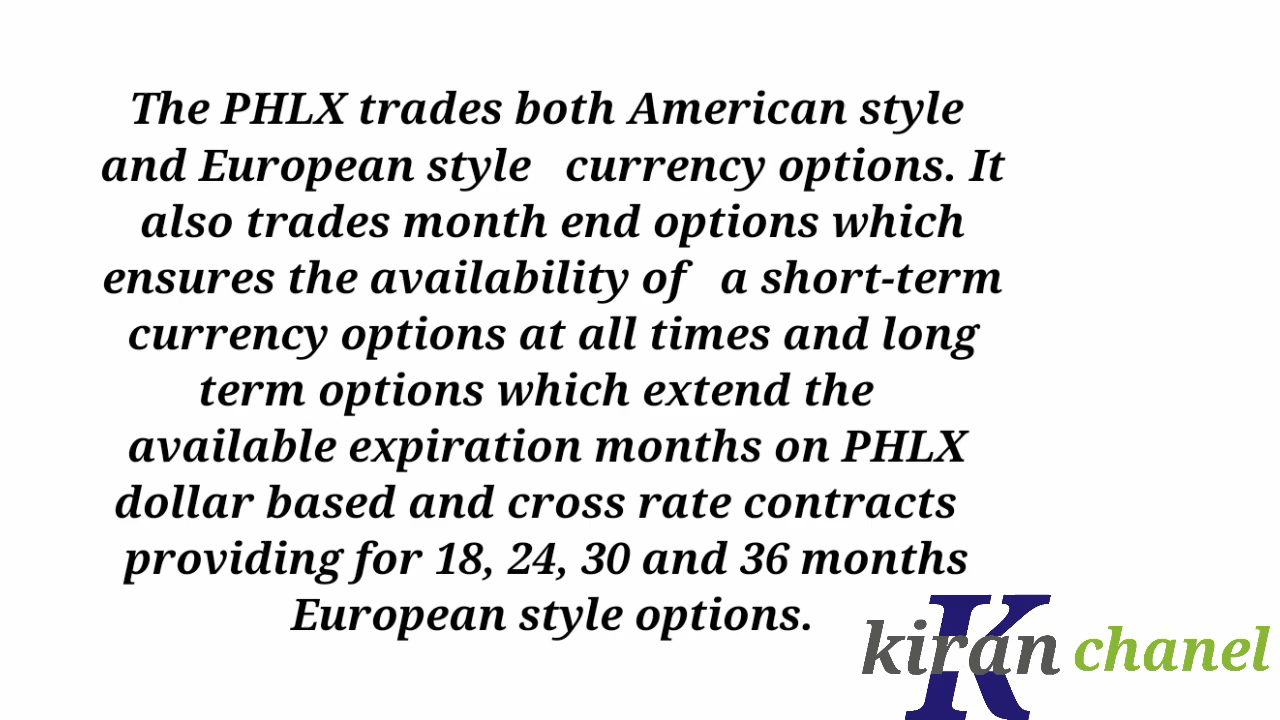 The PHLX trades both American style
and European style currency options. It
also trades month end options which
ensures the availability of a short-term
currency options at all times and long
term options which extend the
available expiration months on PHLX
dollar based and cross rate contracts
providing for 18, 24, 30 and 36 months
European style options.
K
kiran chanel